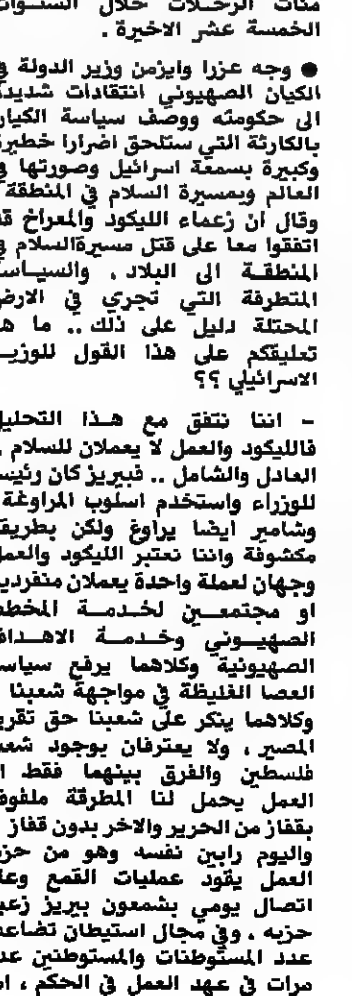 مئات الرحلات خلال السنوات
الخمسة عشر الاخيرة .
● وجه عزرا وايزمن وزير الدولة في
الكيان الصهيوني انتقادات شديدة
الى حكومته ووصف سياسة الكيان
بالكارثة التي ستلحق اضرارا خطيرة
وكبيرة بسمعة اسرائيل وصورتها في
العالم وبمسيرة السلام في المنطقة
وقال ان زعماء الليكود والمعراخ قد
اتفقوا معا على قتل مسيرة السلام في
المنطقة الى البلاد . والسياسة
المتطرفة التي تجري في الارض
المحتلة دليل على ذلك .. ما هو
تعليقكم على هذا القول للوزير
الاسرائيلي ؟؟
– اننا نتفق مع هذا التحليل
فالليكود والعمل لا يعملان للسلام
العادل والشامل .. فبيريز كان رئيس
للوزراء واستخدم اسلوب المراوغة
وشامير ايضا يراوغ ولكن بطريقة
مكشوفة واننا نعتبر الليكود والعمل
وجهان لعملة واحدة يعملان منفردين
او مجتمعين لخدمة المخطط
الصهيوني وخدمة الاهداف
الصهيونية وكلاهما يرفع سياسة
العصا الغليظة في مواجهة شعبنا
وكلاهما ينكر على شعبنا حق تقرير
المصير ، ولا يعترفان بوجود شعب
فلسطين والفرق بينهما فقط ان
العمل يحمل لنا المطرقة ملفوفة
بقفاز من الحرير والاخر بدون قفاز
واليوم رابين نفسه وهو من حزب
العمل يقود عمليات القمع وعلى
اتصال يومي بشمعون بيريز زعيم
حزبه ، وفي مجال استيطان تضاعف
عدد المستوطنات والمستوطنين عدة
مرات في عهد العمل في الحكم ،